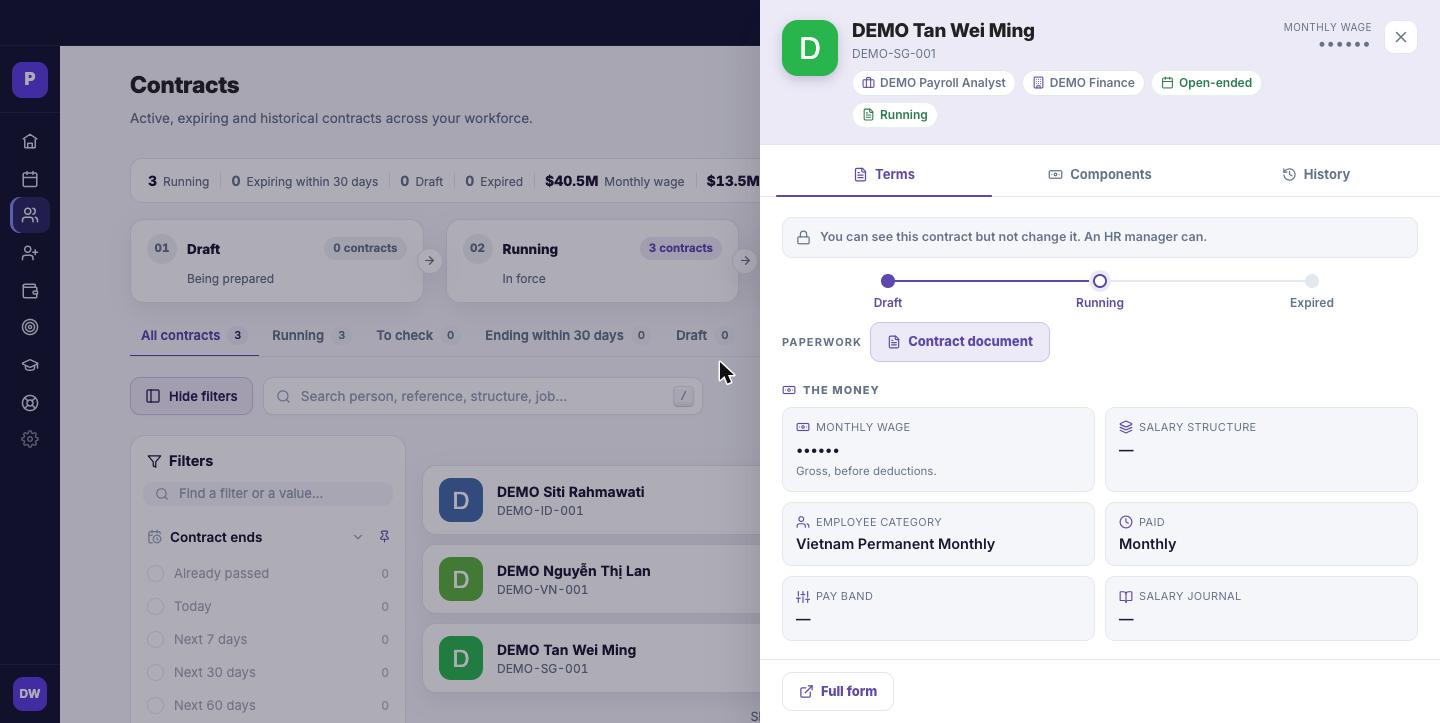 P
Contracts
Active, expiring and historical contracts across your workforce.
3 Running
0 Expiring within 30 days
0 Draft
0 Expired
$40.5M Monthly wage
$13.5M
01 Draft 0 contracts
Being prepared
02 Running 3 contracts
In force
All contracts 3
Running 3
To check 0
Ending within 30 days 0
Draft 0
Hide filters
Search person, reference, structure, job...
/
Filters
Find a filter or a value...
Contract ends
Already passed 0
Today 0
Next 7 days 0
Next 30 days 0
Next 60 days 0
D
DEMO Siti Rahmawati
DEMO-ID-001
D
DEMO Nguyễn Thị Lan
DEMO-VN-001
D
DEMO Tan Wei Ming
DEMO-SG-001
DW
D
DEMO Tan Wei Ming
DEMO-SG-001
DEMO Payroll Analyst
DEMO Finance
Open-ended
Running
MONTHLY WAGE
••••••
Terms
Components
History
You can see this contract but not change it. An HR manager can.
Draft
Running
Expired
PAPERWORK
Contract document
THE MONEY
MONTHLY WAGE
••••••
Gross, before deductions.
SALARY STRUCTURE
—
EMPLOYEE CATEGORY
Vietnam Permanent Monthly
PAID
Monthly
PAY BAND
—
SALARY JOURNAL
—
Full form